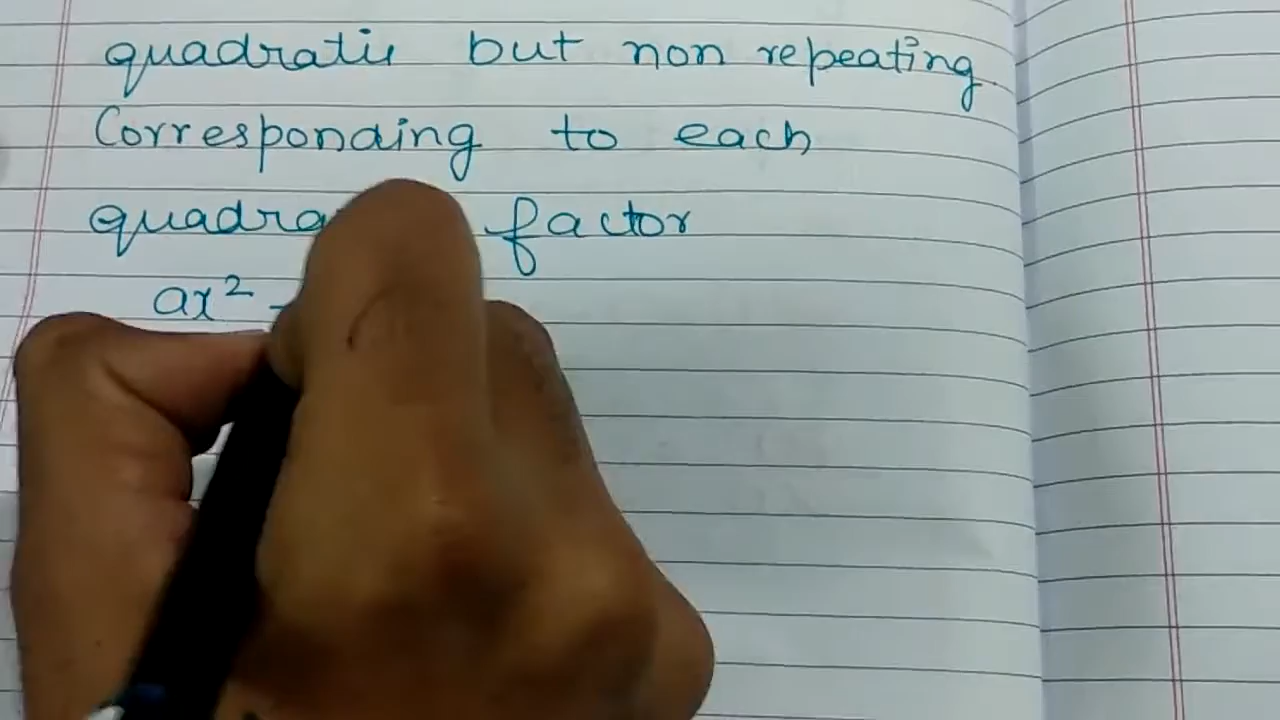 quadratic but non repeating.
Corresponding to each
factor
ax²